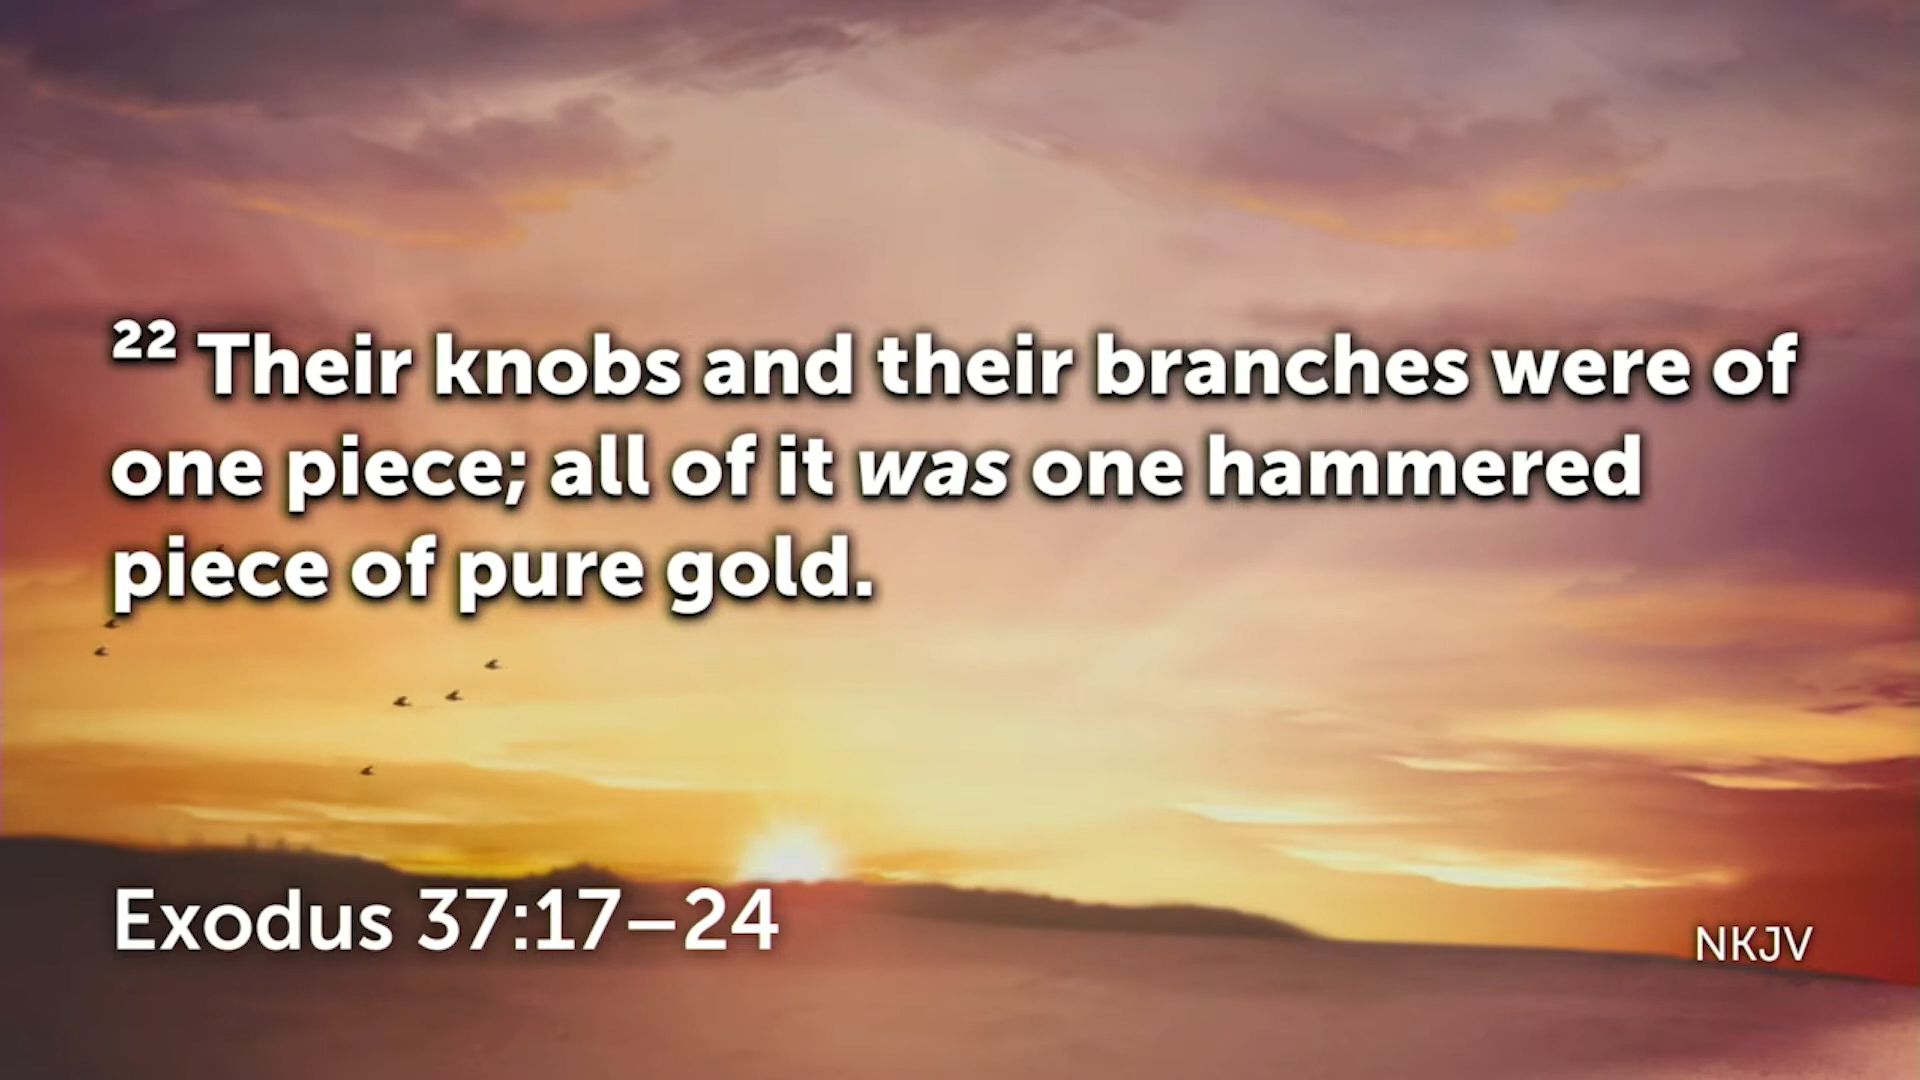 22 Their knobs and their branches were of
one piece; all of it was one hammered
piece of pure gold.
Exodus 37:17–24
NKJV